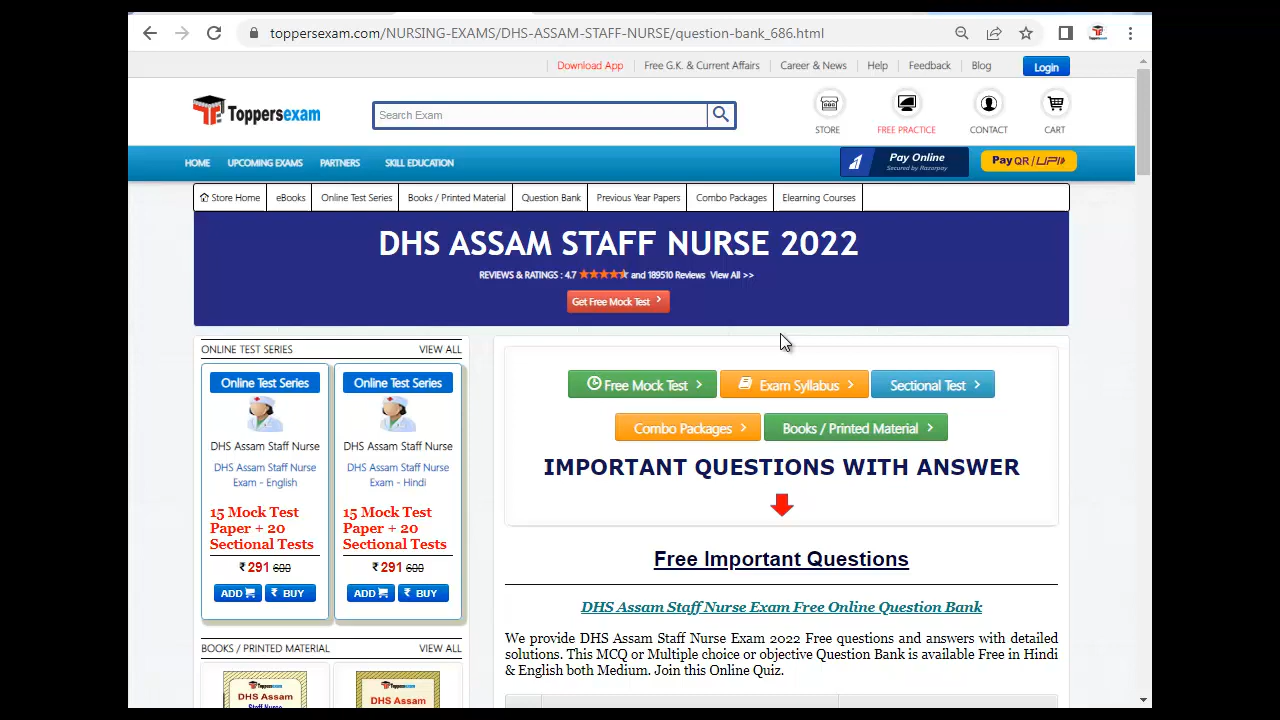 toppersexam.com/NURSING-EXAMS/DHS-ASSAM-STAFF-NURSE/question-bank_686.html
Download App Free G.K. & Current Affairs Career & News Help Feedback Blog Login
Toppersexam
Search Exam
STORE FREE PRACTICE CONTACT CART
HOME UPCOMING EXAMS PARTNERS SKILL EDUCATION
Pay Online
Secured by Razorpay
Pay QR / UPI
Store Home eBooks Online Test Series Books / Printed Material Question Bank Previous Year Papers Combo Packages Elearning Courses
DHS ASSAM STAFF NURSE 2022
REVIEWS & RATINGS : 4.7 and 189510 Reviews View All >>
Get Free Mock Test
ONLINE TEST SERIES VIEW ALL
Online Test Series
DHS Assam Staff Nurse
DHS Assam Staff Nurse
Exam - English
15 Mock Test
Paper + 20
Sectional Tests
₹ 291 600
ADD ₹ BUY
Online Test Series
DHS Assam Staff Nurse
DHS Assam Staff Nurse
Exam - Hindi
15 Mock Test
Paper + 20
Sectional Tests
₹ 291 600
ADD ₹ BUY
BOOKS / PRINTED MATERIAL VIEW ALL
Toppersexam
DHS Assam
Staff Nurse
Toppersexam
DHS Assam
Free Mock Test Exam Syllabus Sectional Test
Combo Packages Books / Printed Material
IMPORTANT QUESTIONS WITH ANSWER
Free Important Questions
DHS Assam Staff Nurse Exam Free Online Question Bank
We provide DHS Assam Staff Nurse Exam 2022 Free questions and answers with detailed
solutions. This MCQ or Multiple choice or objective Question Bank is available Free in Hindi
& English both Medium. Join this Online Quiz.